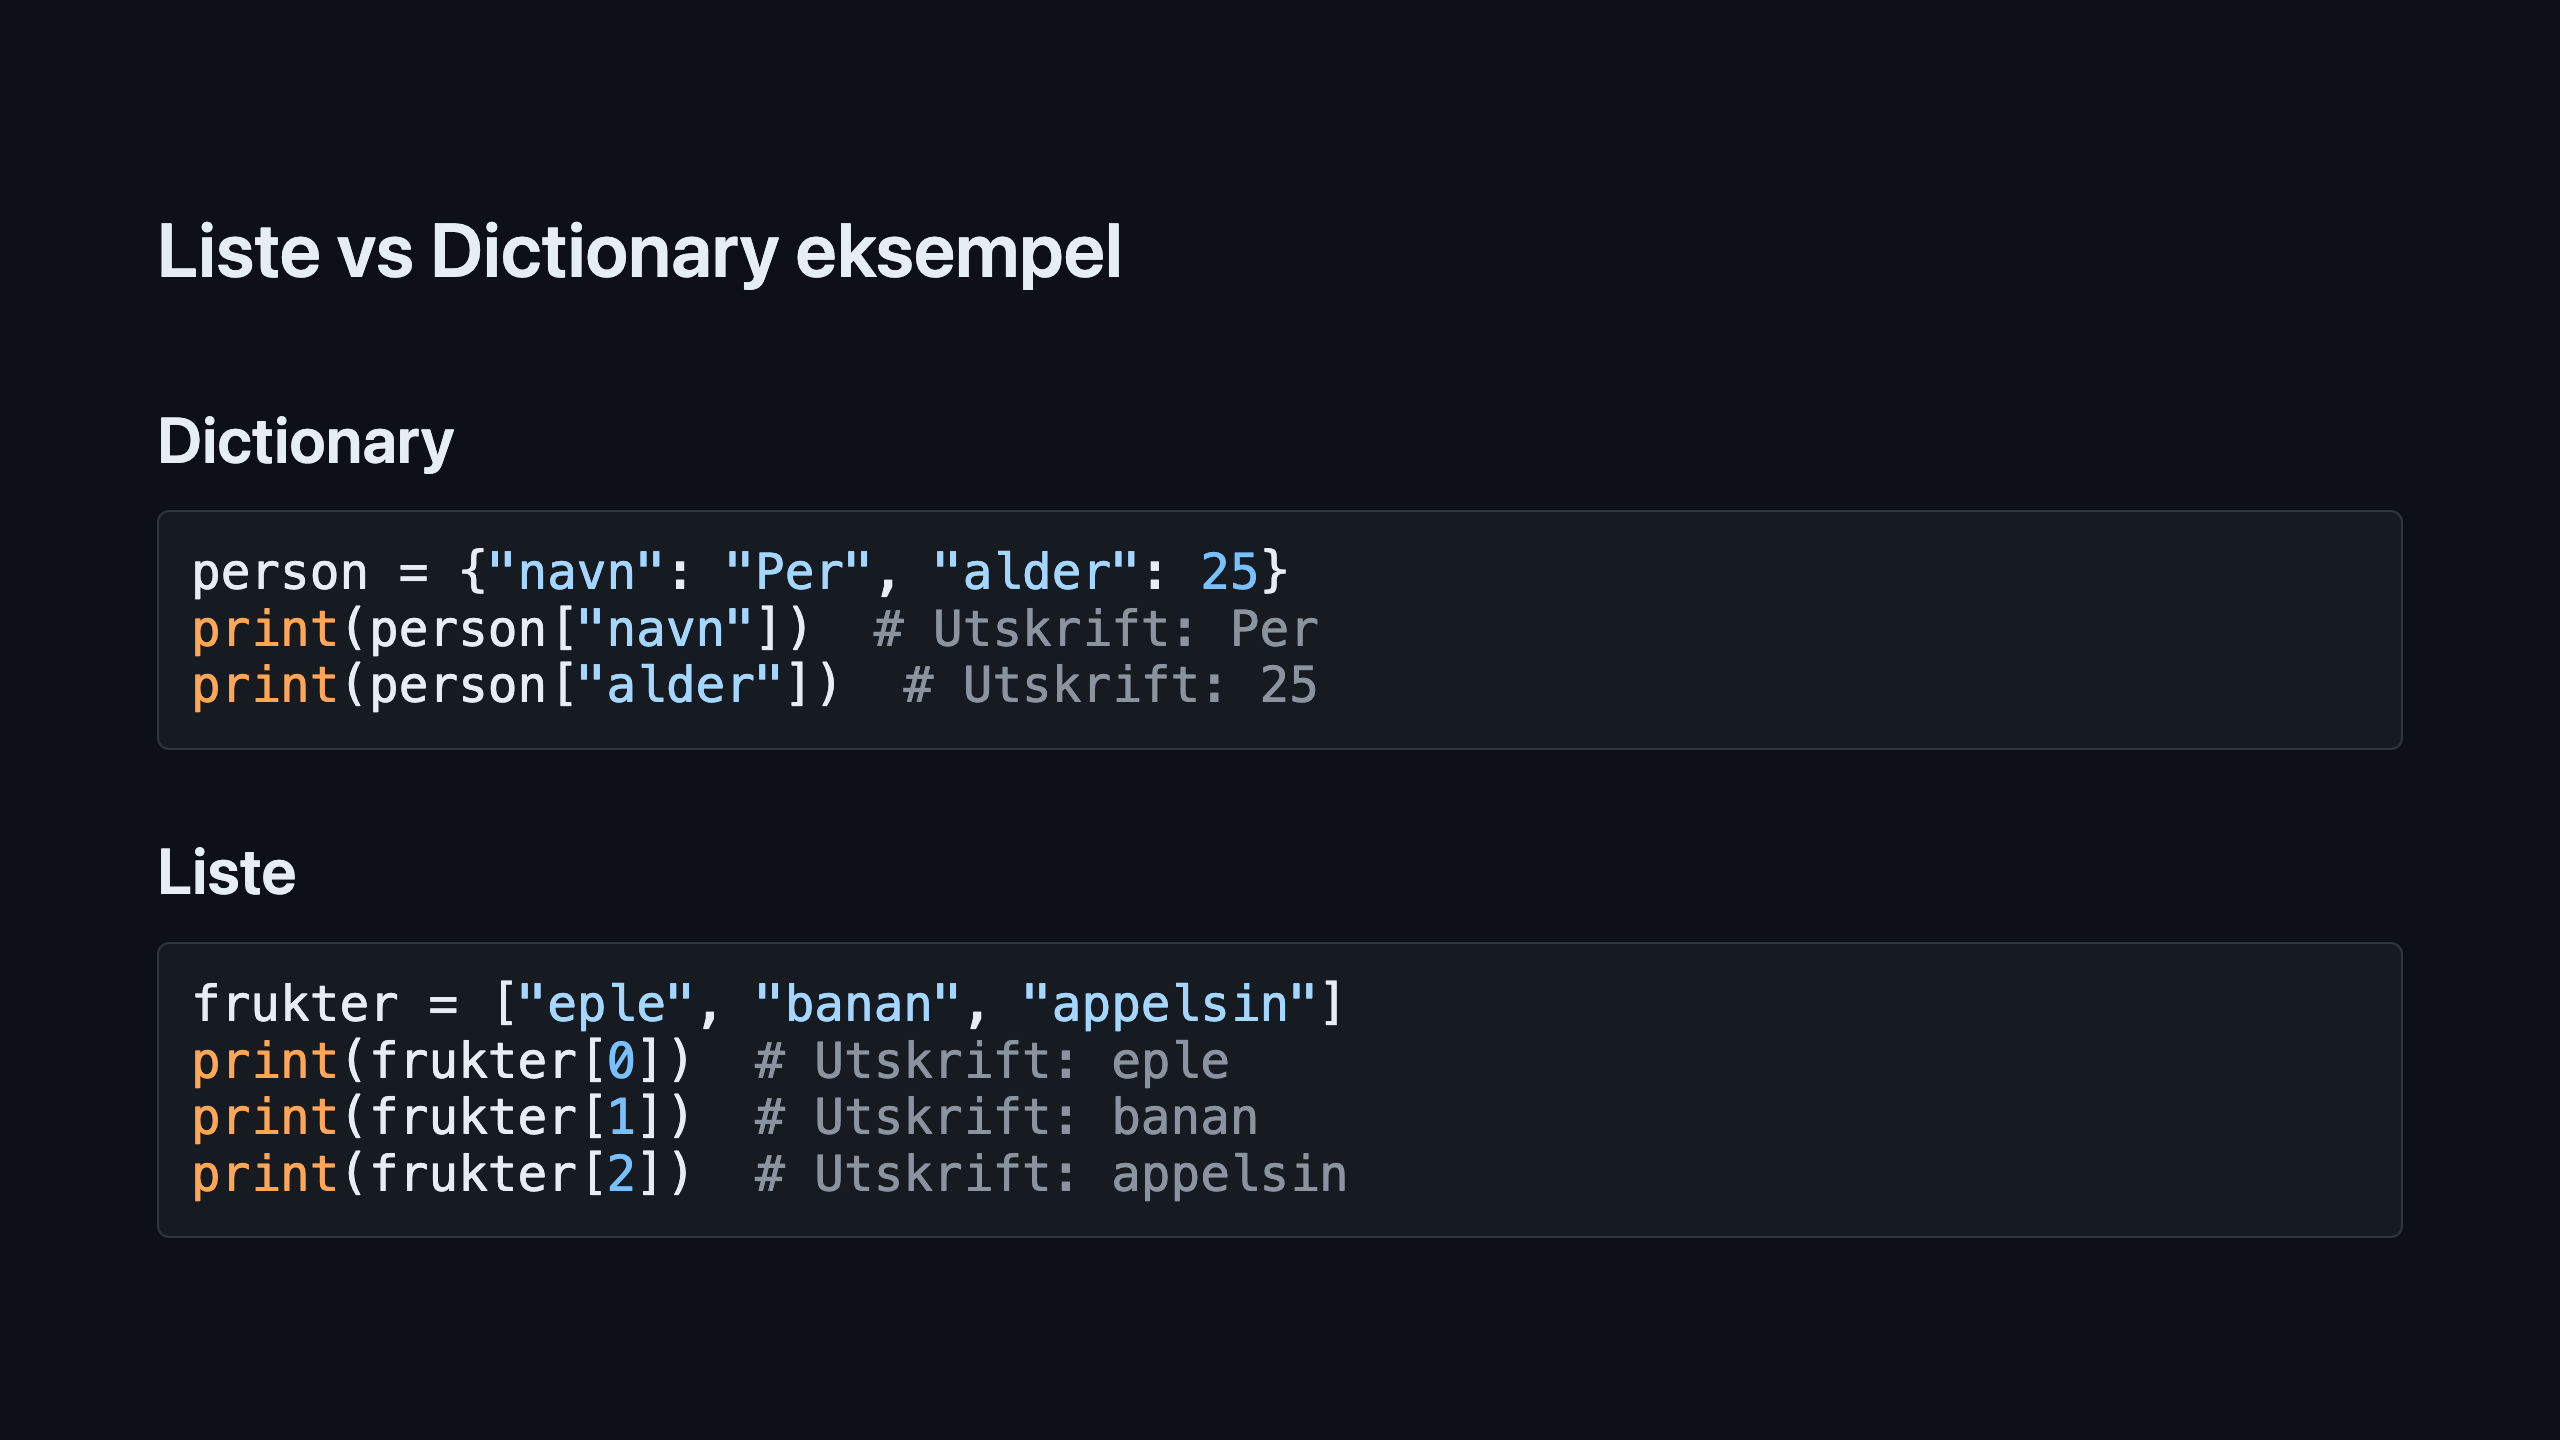 Liste vs Dictionary eksempel
Dictionary
person = {"navn": "Per", "alder": 25}
print(person["navn"])  # Utskrift: Per
print(person["alder"])  # Utskrift: 25
Liste
frukter = ["eple", "banan", "appelsin"]
print(frukter[0])  # Utskrift: eple
print(frukter[1])  # Utskrift: banan
print(frukter[2])  # Utskrift: appelsin